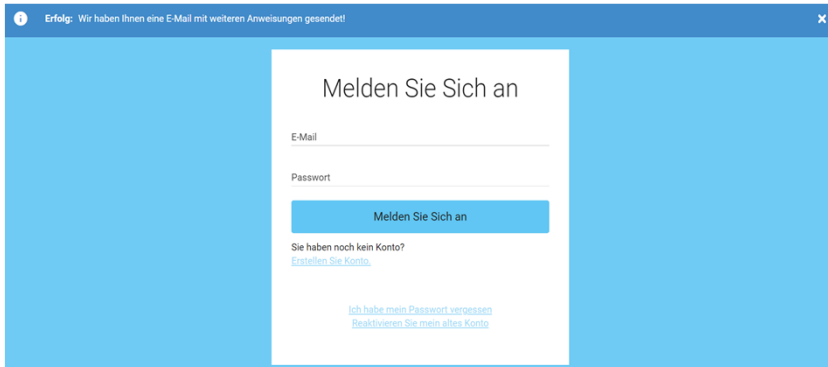 Erfolg: Wir haben Ihnen eine E-Mail mit weiteren Anweisungen gesendet!
Melden Sie Sich an
E-Mail
Passwort
Melden Sie Sich an
Sie haben noch kein Konto?
Erstellen Sie Konto.
Ich habe mein Passwort vergessen
Reaktivieren Sie mein altes Konto